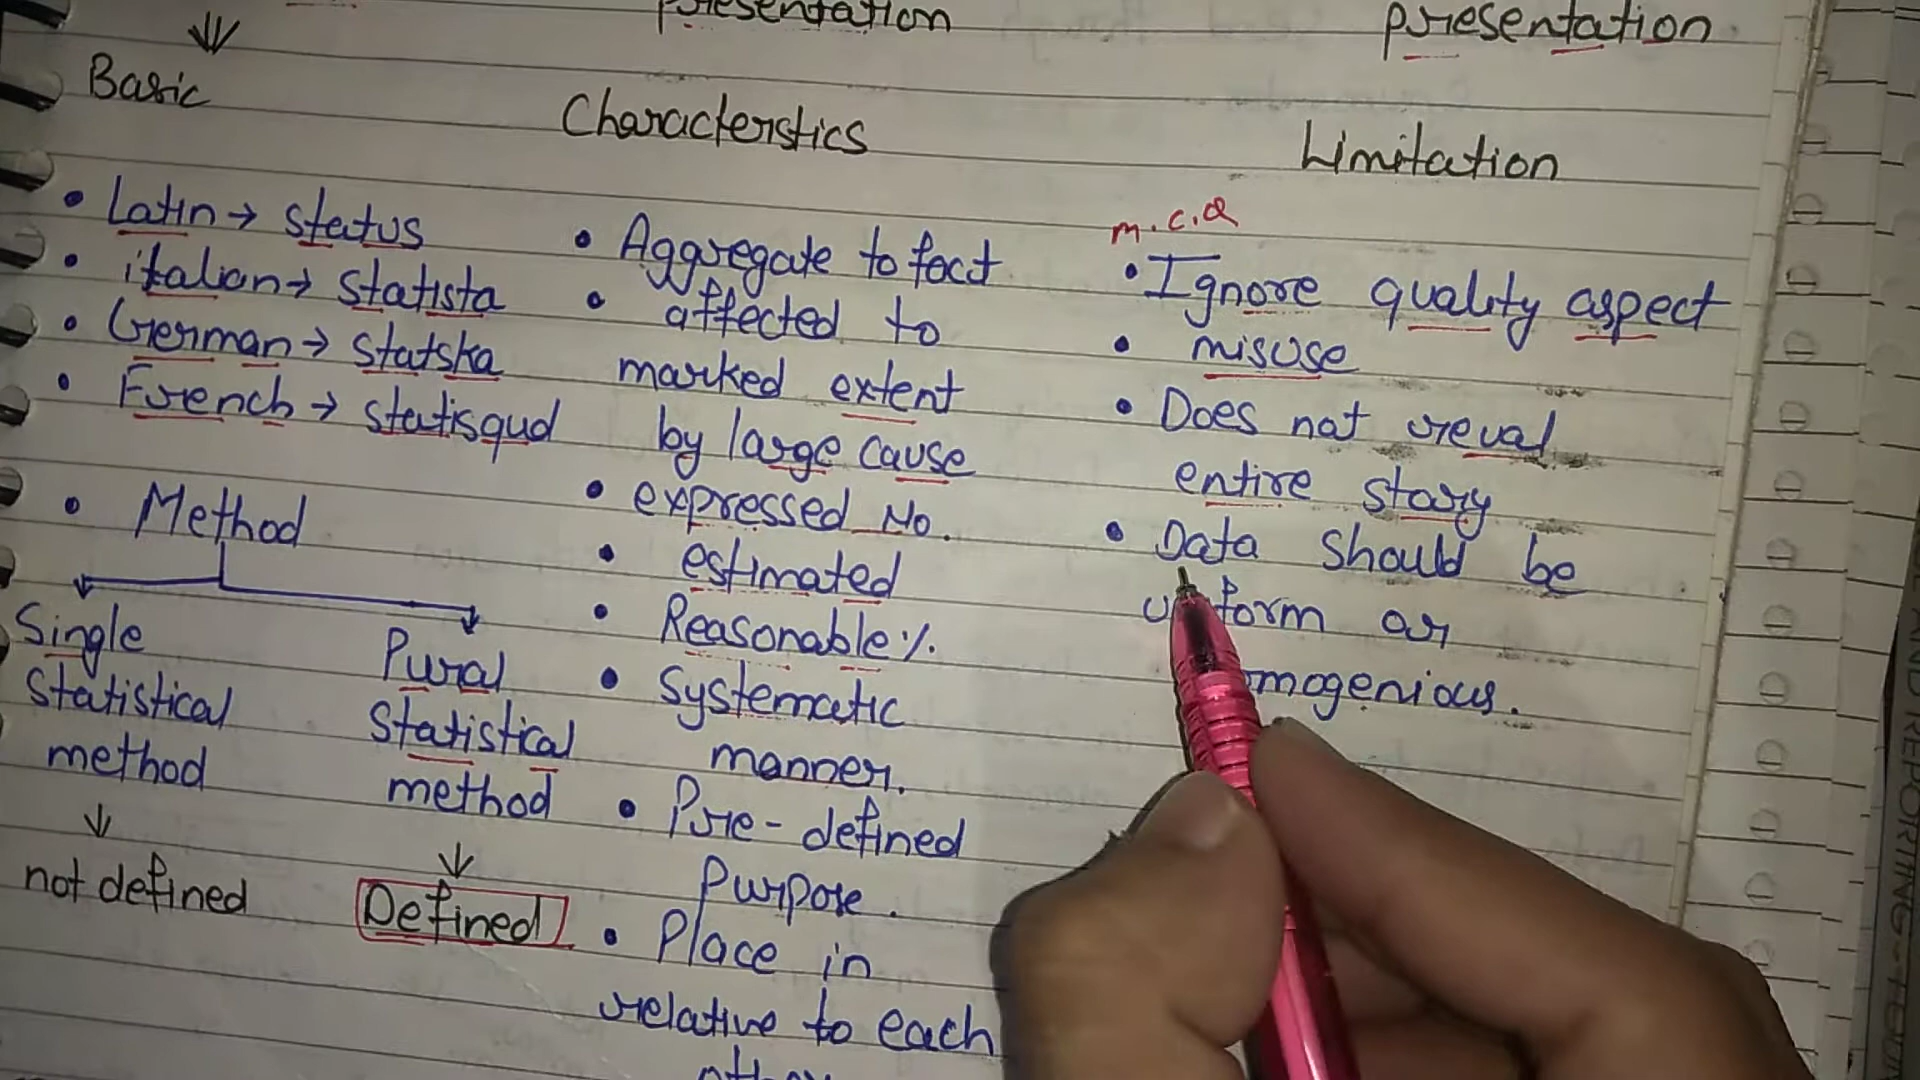 presentation
presentation
Basic
Characterstics
Limitation
• Latin → status
• italian → statista
• German → statska
• French → statisqud
• Method
Single
statistical
method
not defined
Pural
statistical
method
Defined
• Aggregate to fact
• affected to
marked extent
by large cause
• expressed No.
• estimated
• Reasonable %.
• systematic
manner.
• Pre-defined
Purpose.
• Place in
relative to each
m.c.Q
• Ignore quality aspect
• misuse
• Does not reval
entire story
• Data should be
form or
mogenious.
AND REPORTING